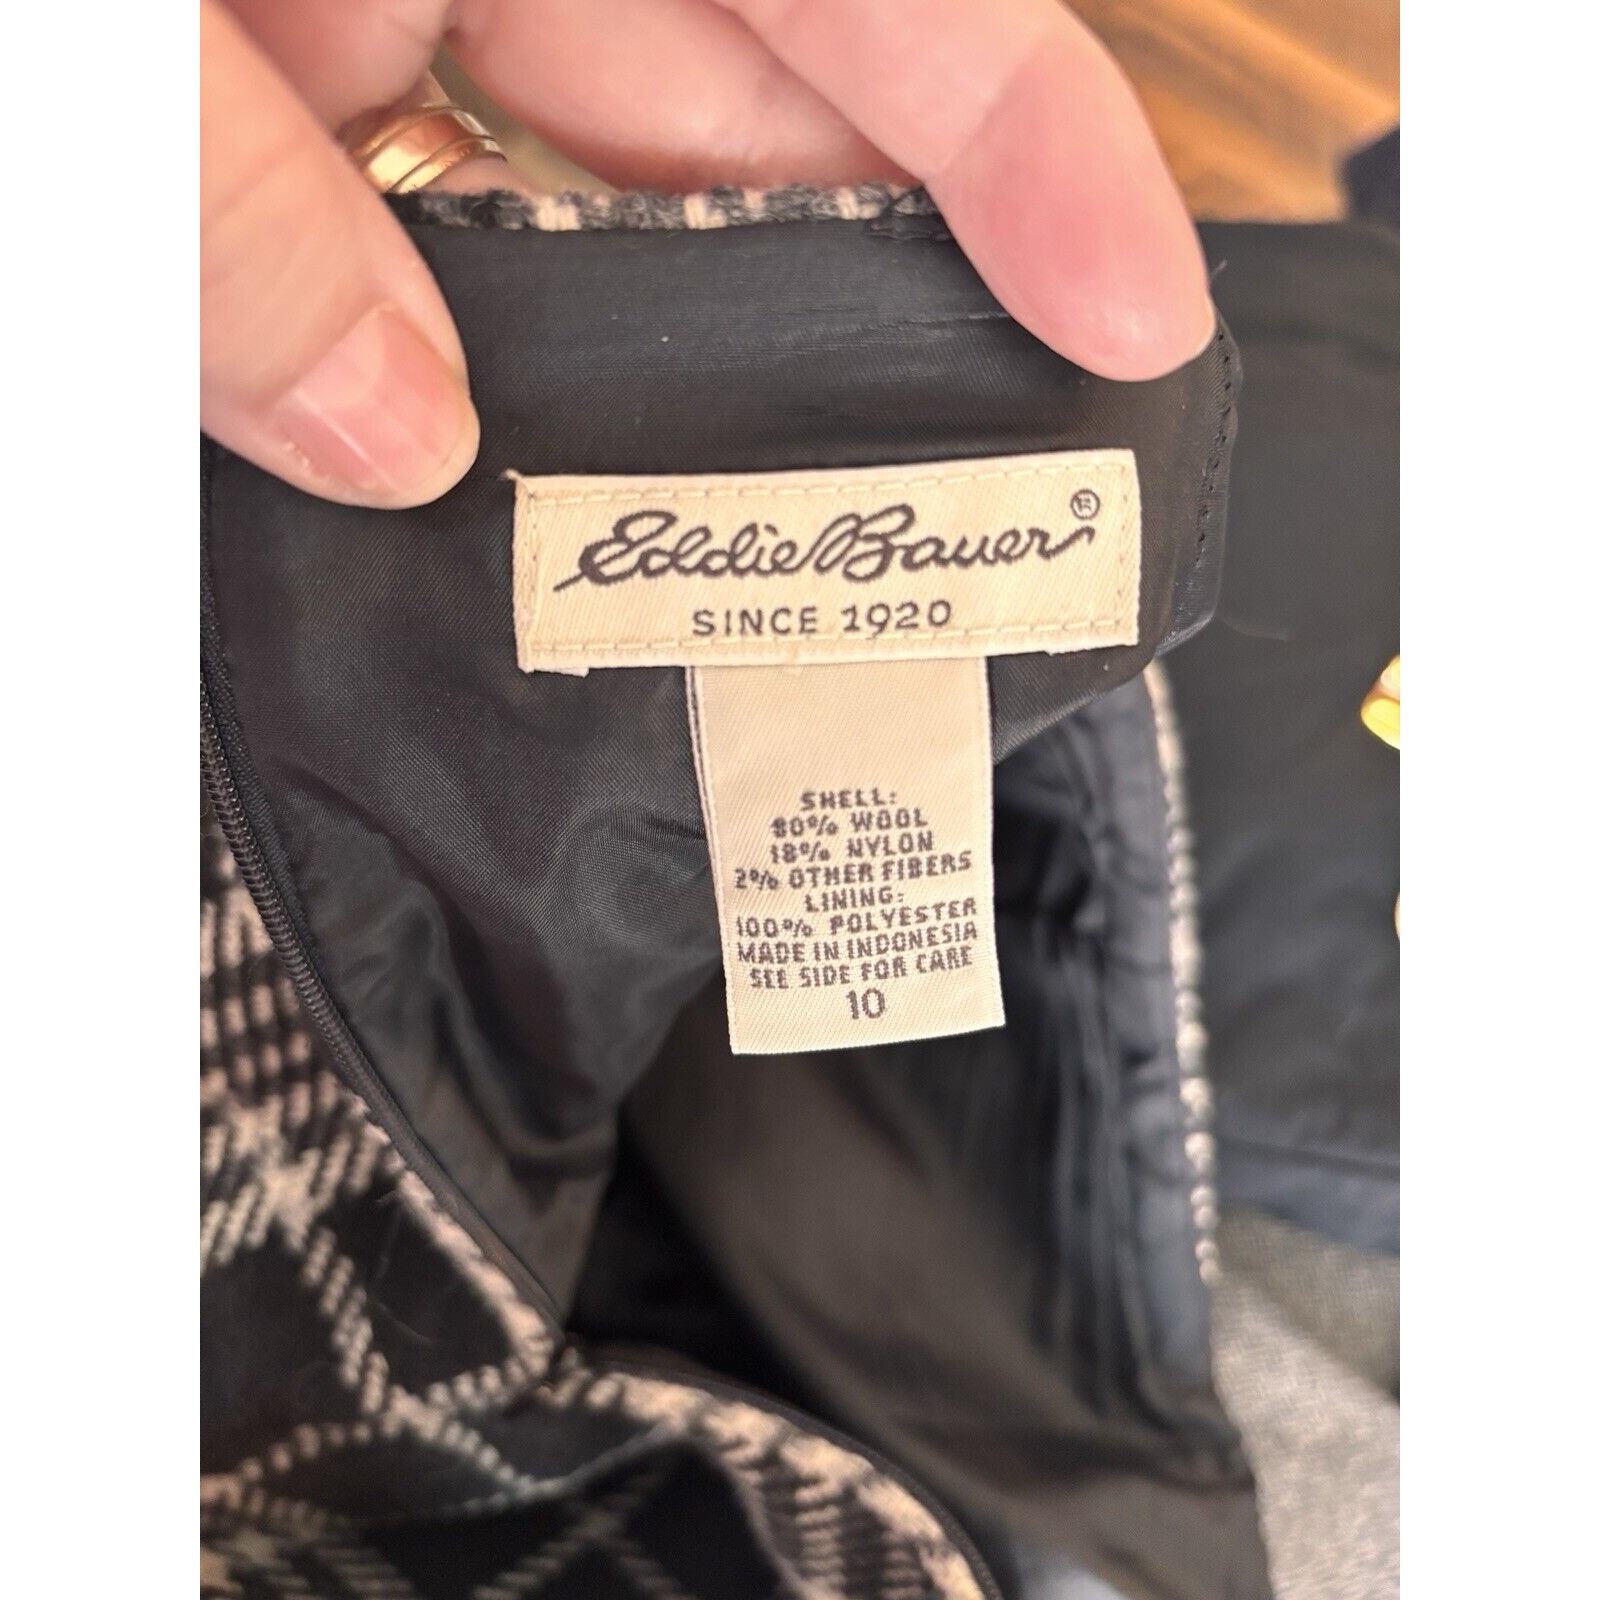 Eddie Bauer®
SINCE 1920
SHELL:
80% WOOL
18% NYLON
2% OTHER FIBERS
LINING:
100% POLYESTER
MADE IN INDONESIA
SEE SIDE FOR CARE
10